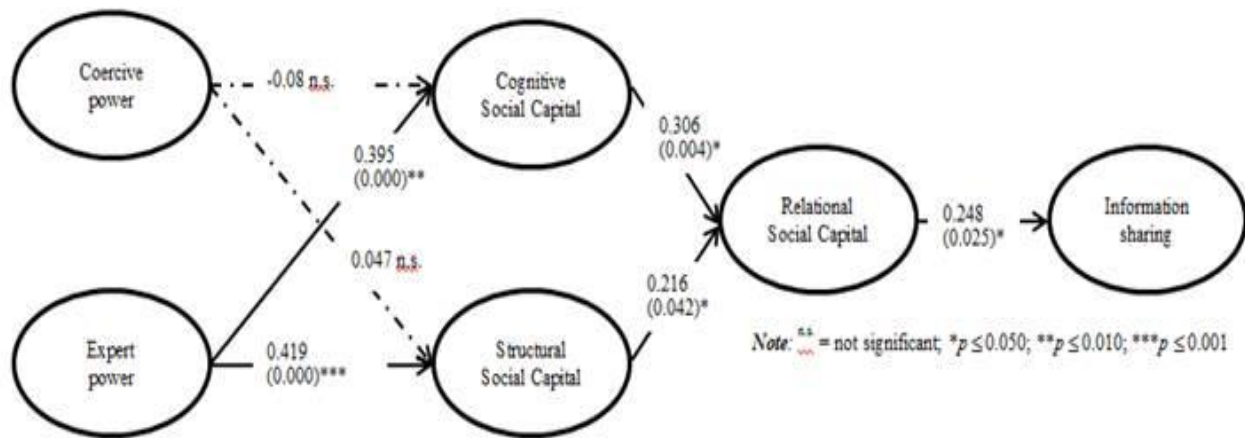 Coercive
power
-0.08 n.s.
Cognitive
Social Capital
0.395
(0.000)**
0.306
(0.004)*
Relational
Social Capital
0.248
(0.025)*
Information
sharing
0.047 n.s.
0.216
(0.042)*
Expert
power
0.419
(0.000)***
Structural
Social Capital
Note: n.s. = not significant; *p ≤0.050; **p ≤0.010; ***p ≤0.001